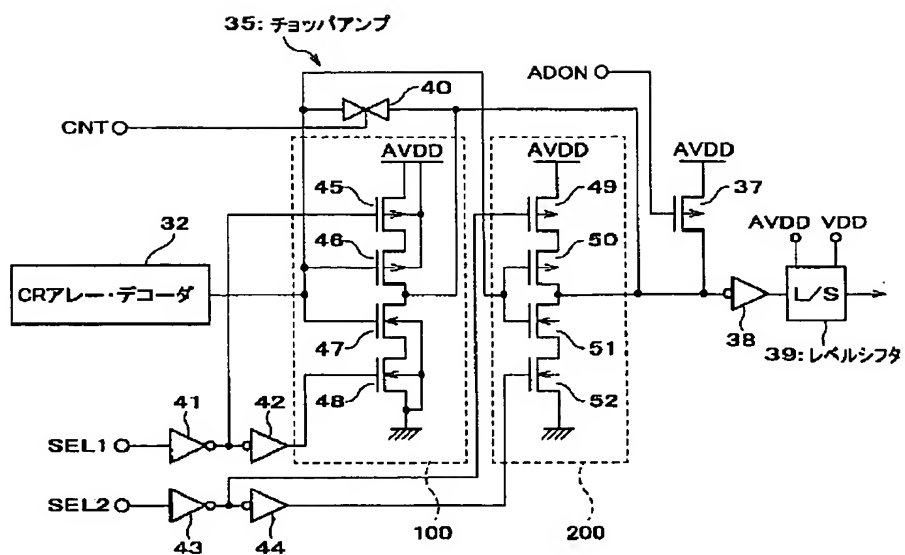 35: チョッパアンプ
ADON
40
CNT
AVDD
AVDD
AVDD
45
49
37
32
46
50
AVDD VDD
CRアレー・デコーダ
L/S
47
51
38
48
52
39: レベルシフタ
41
42
SEL1
SEL2
43
44
100
200